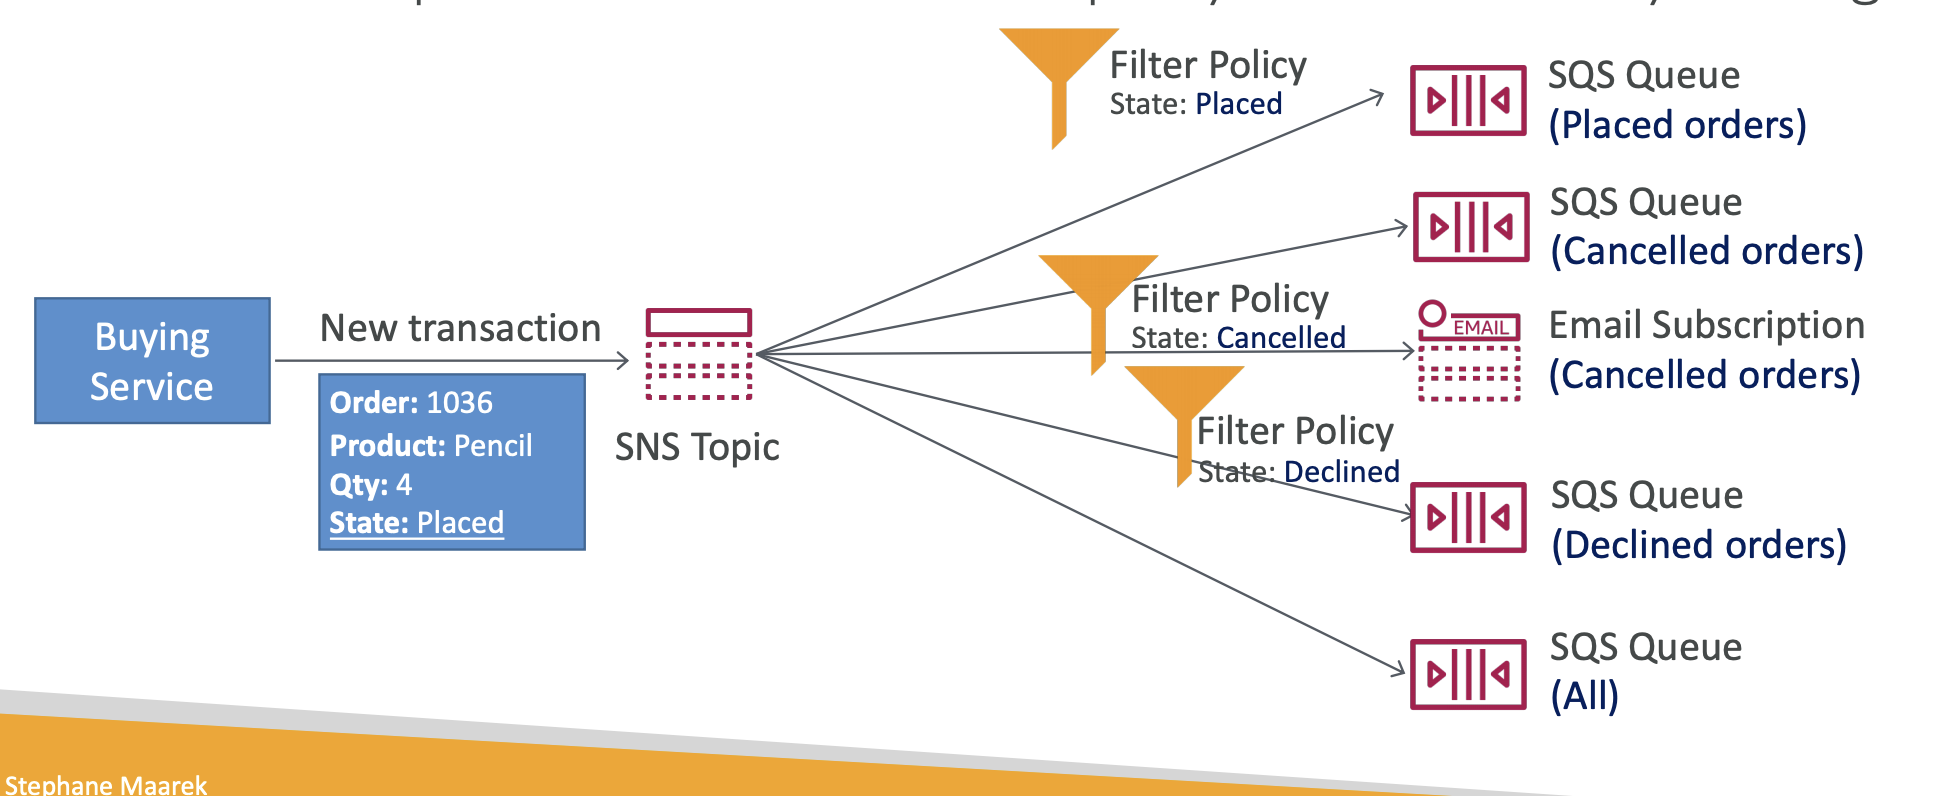 Filter Policy
State: Placed
SQS Queue
(Placed orders)
SQS Queue
(Cancelled orders)
Filter Policy
State: Cancelled
EMAIL
Email Subscription
(Cancelled orders)
Buying
Service
New transaction
Order: 1036
Product: Pencil
Qty: 4
State: Placed
SNS Topic
Filter Policy
State: Declined
SQS Queue
(Declined orders)
SQS Queue
(All)
Stephane Maarek